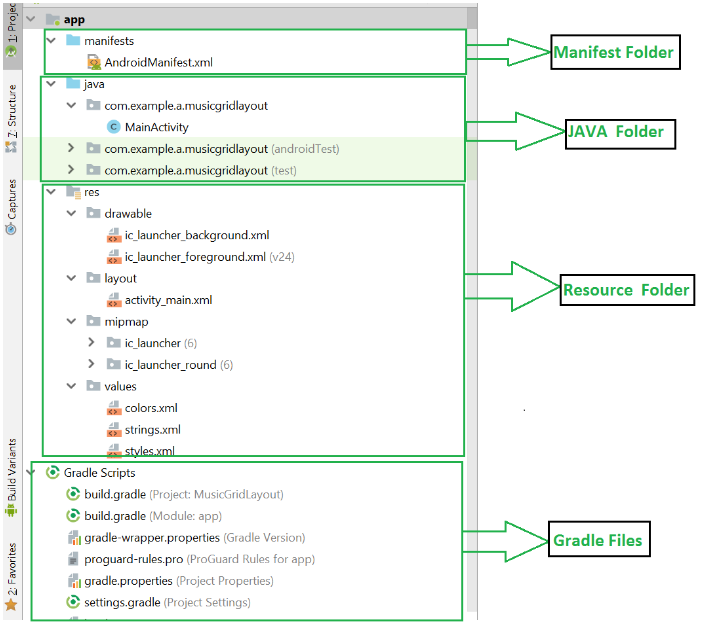 1: Projec
Z: Structure
Captures
Build Variants
2: Favorites
app
manifests
AndroidManifest.xml
java
com.example.a.musicgridlayout
C MainActivity
com.example.a.musicgridlayout (androidTest)
com.example.a.musicgridlayout (test)
res
drawable
ic_launcher_background.xml
ic_launcher_foreground.xml (v24)
layout
activity_main.xml
mipmap
ic_launcher (6)
ic_launcher_round (6)
values
colors.xml
strings.xml
styles.xml
Gradle Scripts
build.gradle (Project: MusicGridLayout)
build.gradle (Module: app)
gradle-wrapper.properties (Gradle Version)
proguard-rules.pro (ProGuard Rules for app)
gradle.properties (Project Properties)
settings.gradle (Project Settings)
Manifest Folder
JAVA Folder
Resource Folder
Gradle Files